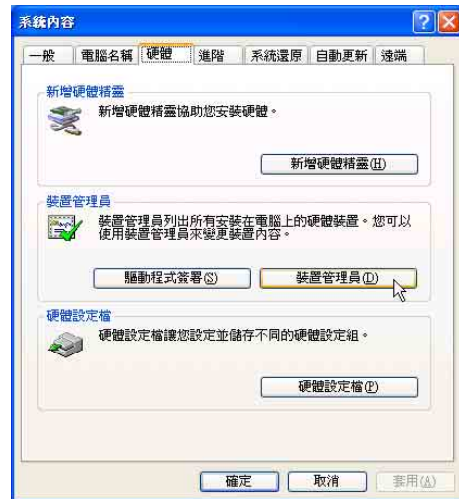 系統內容
一般 電腦名稱 硬體 進階 系統還原 自動更新 遠端
新增硬體精靈
新增硬體精靈協助您安裝硬體。
新增硬體精靈(H)
裝置管理員
裝置管理員列出所有安裝在電腦上的硬體裝置。您可以
使用裝置管理員來變更裝置內容。
驅動程式簽署(S) 裝置管理員(D)
硬體設定檔
硬體設定檔讓您設定並儲存不同的硬體設定組。
硬體設定檔(P)
確定 取消 套用(A)